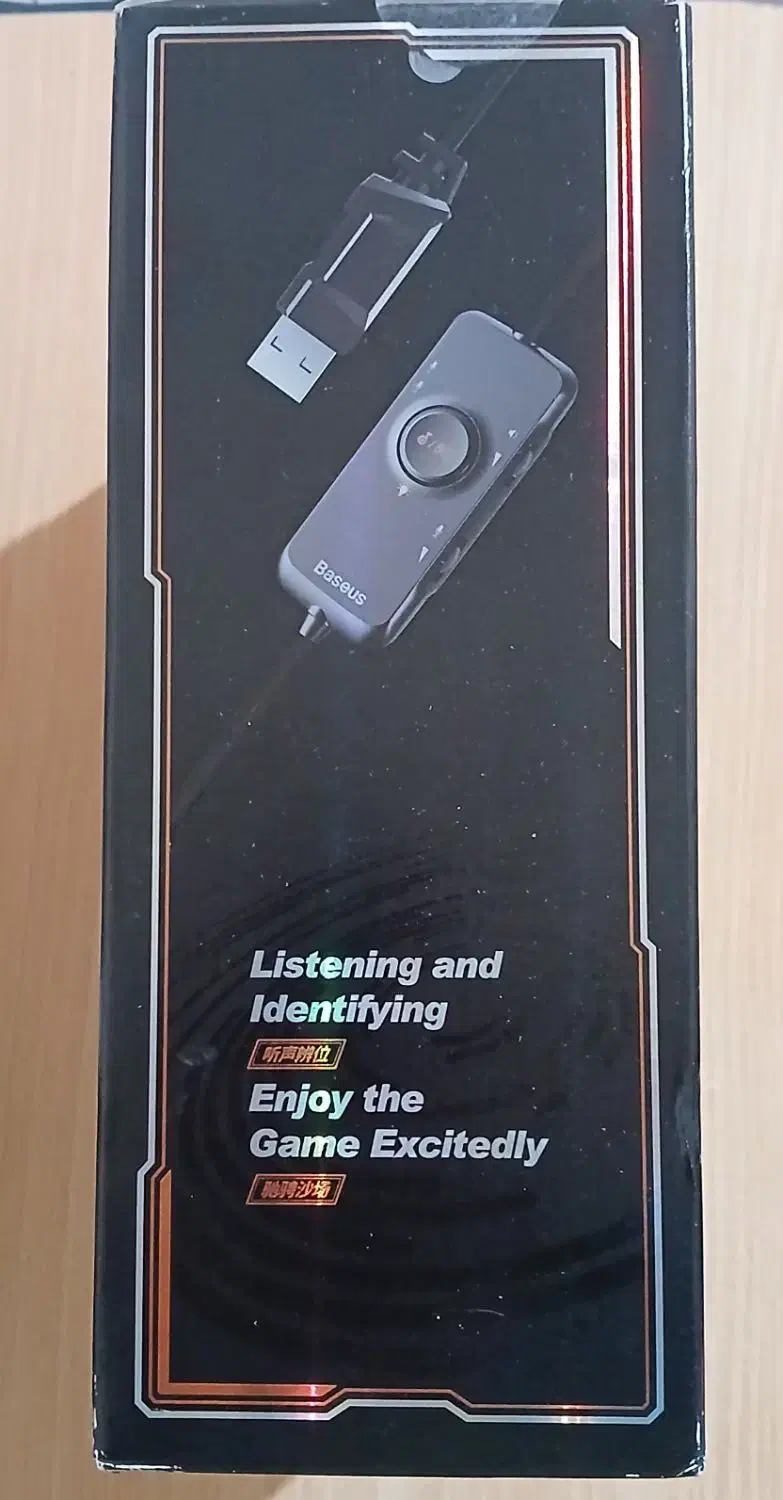 Baseus
Listening and
Identifying
听声辨位
Enjoy the
Game Excitedly
驰骋沙场